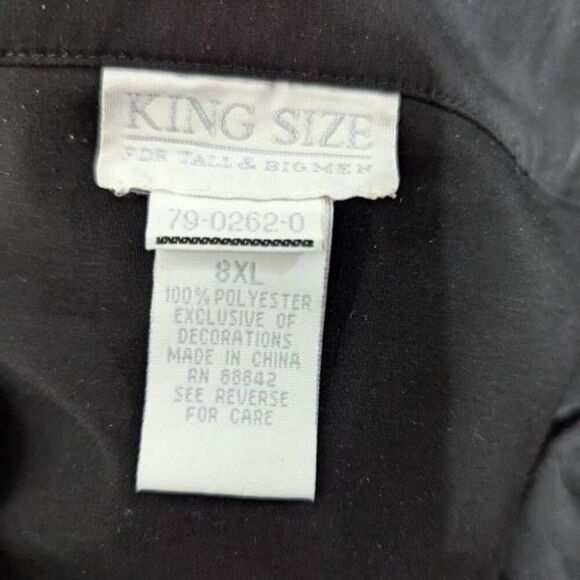 KING SIZE
FOR TALL & BIG MEN
79-0262-0
8XL
100% POLYESTER
EXCLUSIVE OF
DECORATIONS
MADE IN CHINA
RN 88842
SEE REVERSE
FOR CARE